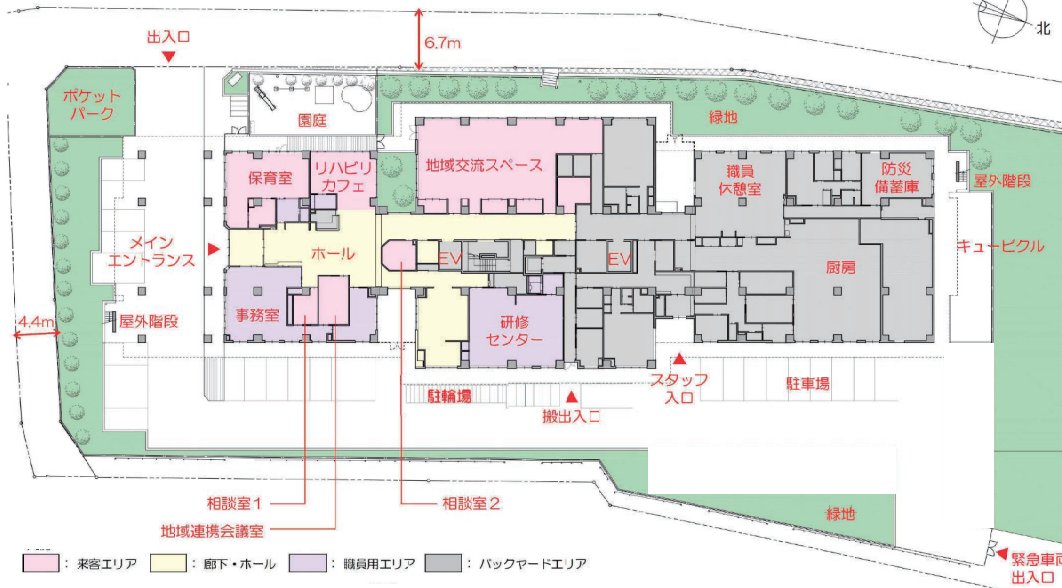 6.7m
北
出入口
ポケット
パーク
園庭
緑地
地域交流スペース
保育室
リハビリ
カフェ
職員
休憩室
防災
備蓄庫
屋外階段
メイン
エントランス
ホール
EV
EV
厨房
キュービクル
4.4m
屋外階段
事務室
研修
センター
スタッフ
入口
駐車場
駐輪場
搬出入口
相談室1
相談室2
地域連携会議室
緑地
緊急車両
出入口
:来客エリア
:廊下・ホール
:職員用エリア
:バックヤードエリア